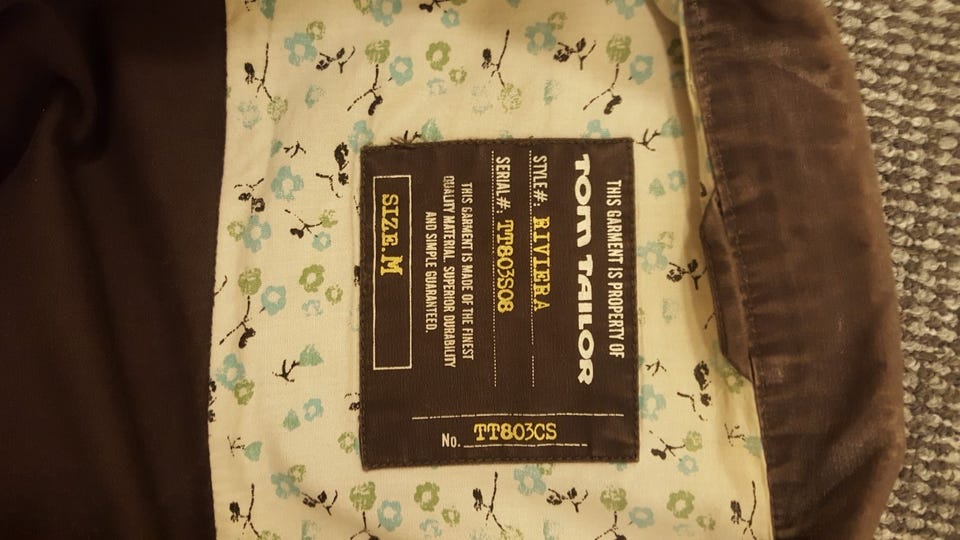 THIS GARMENT IS PROPERTY OF
TOM TAILOR
STYLE#: RIVIERA
SERIAL#: TT803S08
THIS GARMENT IS MADE OF THE FINEST
QUALITY MATERIAL. SUPERIOR DURABILITY
AND SIMPLE GUARANTEED.
SIZE.M
No. TT803CS